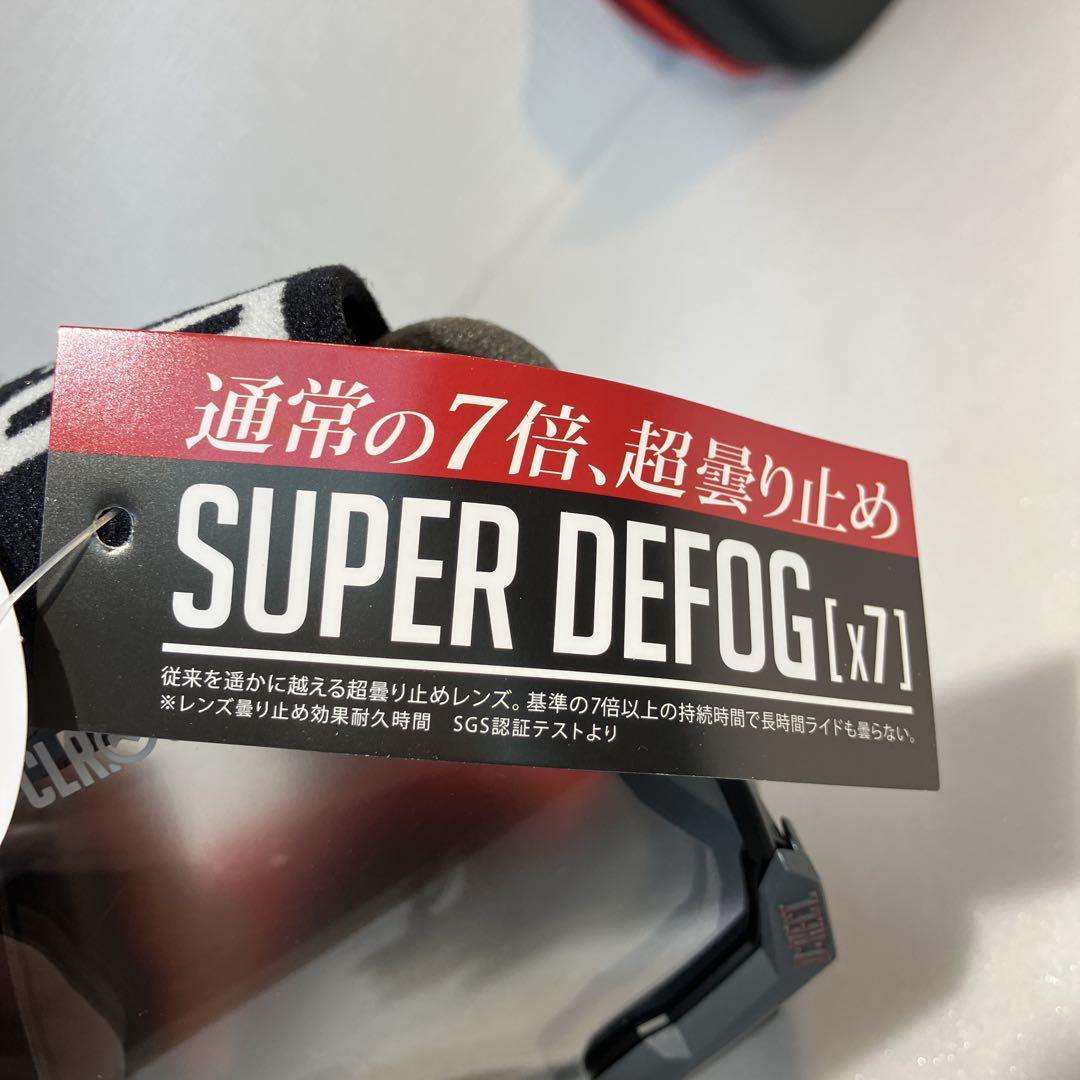 通常の7倍、超曇り止め
SUPER DEFOG [x7]
従来を遥かに越える超曇り止めレンズ。基準の7倍以上の持続時間で長時間ライドも曇らない。
※レンズ曇り止め効果耐久時間 SGS認証テストより